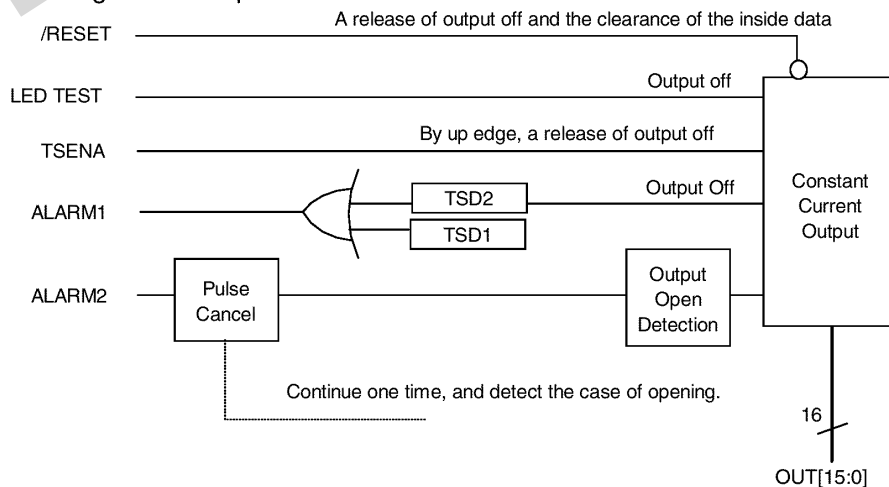 A release of output off and the clearance of the inside data
/RESET
Output off
LED TEST
By up edge, a release of output off
TSENA
TSD2
Output Off
Constant
Current
Output
ALARM1
TSD1
ALARM2
Pulse
Cancel
Output
Open
Detection
Continue one time, and detect the case of opening.
16
OUT[15:0]